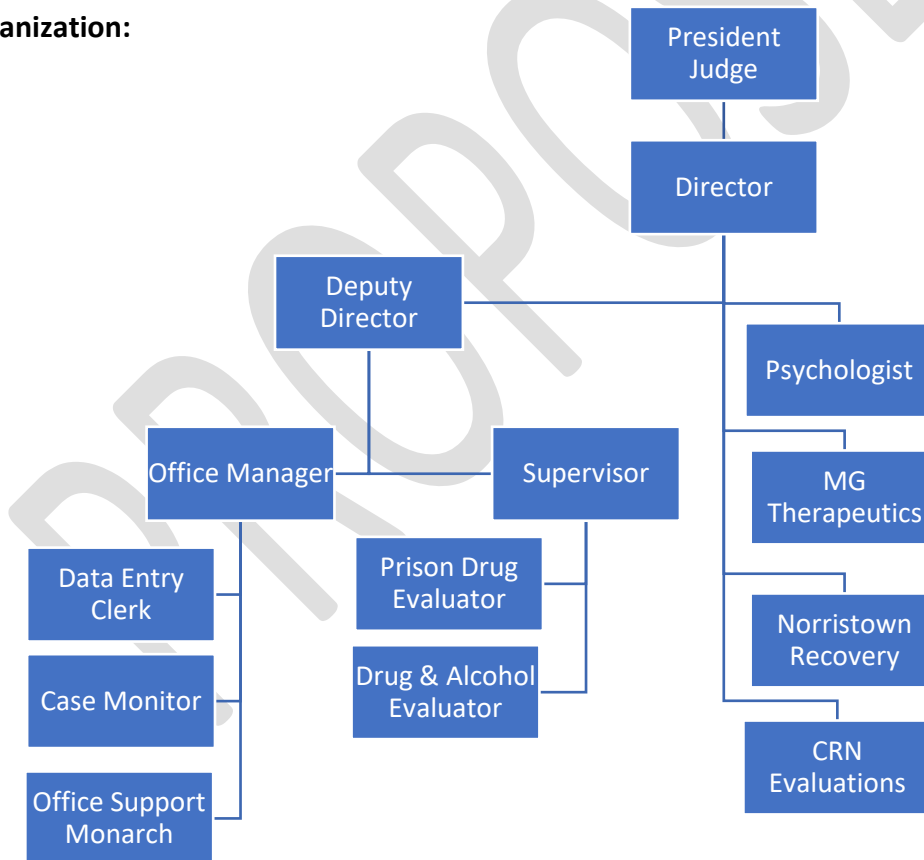 anization:
President
Judge
Director
Deputy
Director
Psychologist
Office Manager
Supervisor
MG
Therapeutics
Data Entry
Clerk
Prison Drug
Evaluator
Norristown
Recovery
Case Monitor
Drug & Alcohol
Evaluator
CRN
Evaluations
Office Support
Monarch
PROPOSE